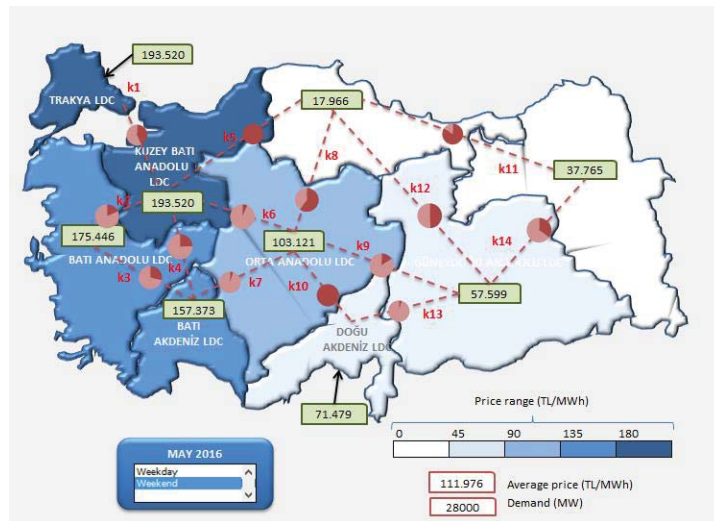 193.520
k1
TRAKYA LDC
17.966
k5
KUZEY BATI
ANADOLU
LDC
k8
k11
37.765
k12
193.520
k6
175.446
BATI ANADOLU LDC
k4
k3
103.121
ORTA ANADOLU LDC
k9
k14
k7
k10
57.599
157.373
BATI
AKDENİZ LDC
k13
DOĞU
AKDENİZ LDC
71.479
Price range (TL/MWh)
0 45 90 135 180
MAY 2016
Weekday
Weekend
111.976 Average price (TL/MWh)
28000 Demand (MW)